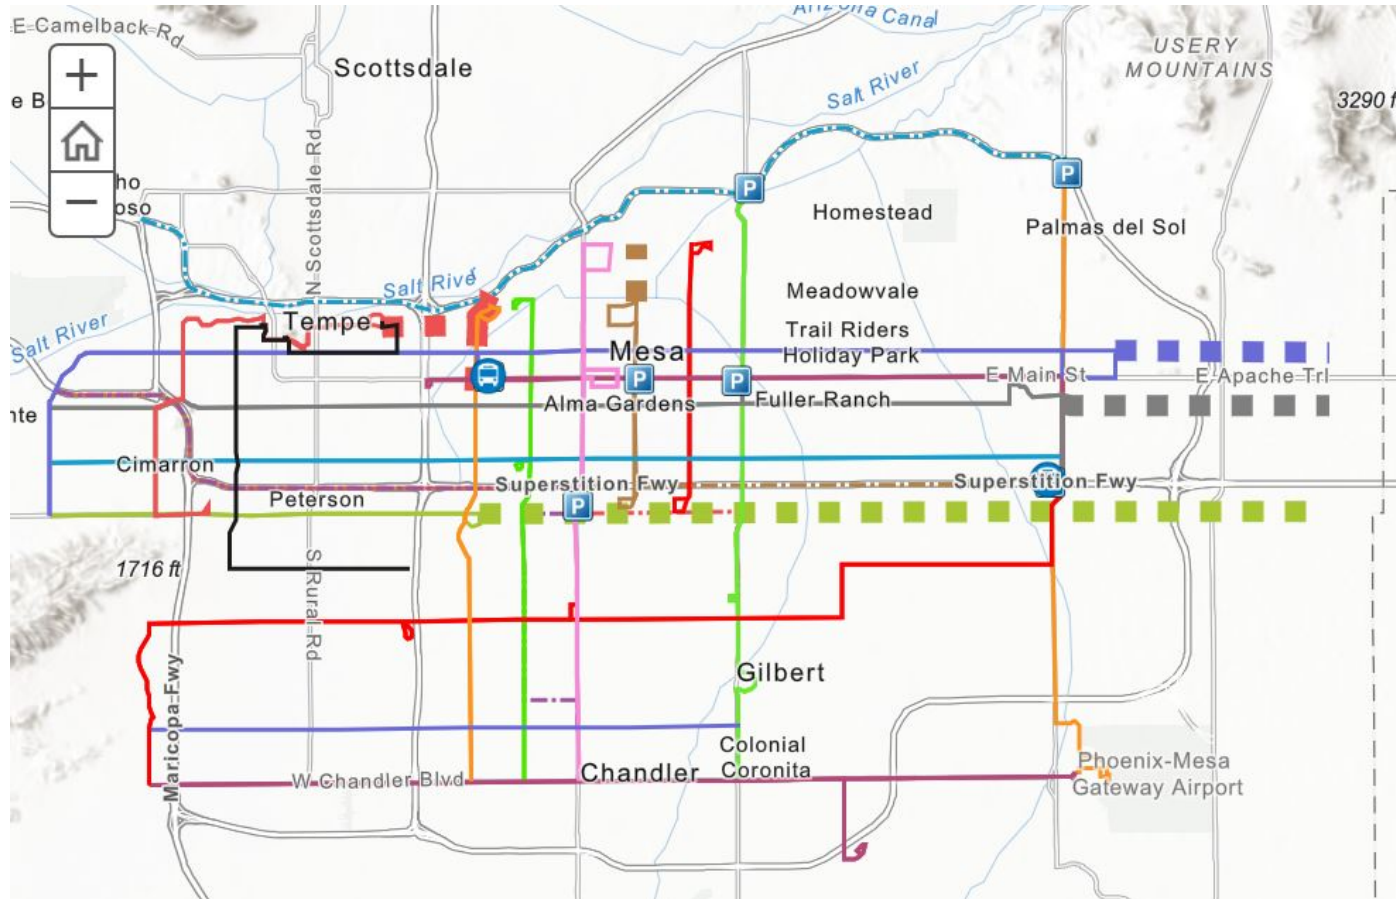 E Camelback Rd
Arizona Canal
USERY
MOUNTAINS
Scottsdale
+
e B
3290 f
Salt River
ho
oso
P
P
N Scottsdale Rd
Homestead
Palmas del Sol
Salt River
Meadowvale
Salt River
Tempe
Trail Riders
Mesa
Holiday Park
P
P
E Main St
E Apache Trl
nte
Alma Gardens
Fuller Ranch
Cimarron
Peterson
Superstition Fwy
Superstition Fwy
P
1716 ft
S Rural Rd
Maricopa Fwy
Gilbert
Colonial
Coronita
W Chandler Blvd
Chandler
Phoenix-Mesa
Gateway Airport